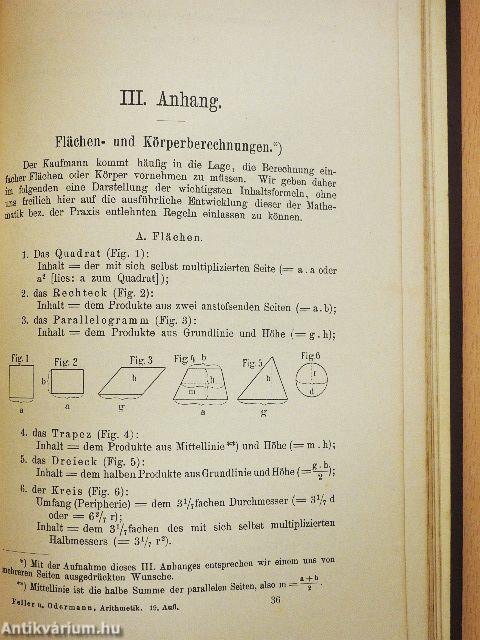 III. Anhang.
Flächen- und Körperberechnungen.*)
Der Kaufmann kommt häufig in die Lage, die Berechnung ein-
facher Flächen oder Körper vornehmen zu müssen. Wir geben daher
im folgenden eine Darstellung der wichtigsten Inhaltsformeln, ohne
uns freilich hier auf die ausführliche Entwicklung dieser der Mathe-
matik bez. der Praxis entlehnten Regeln einlassen zu können.
A. Flächen.
1. Das Quadrat (Fig. 1):
Inhalt = der mit sich selbst multiplizierten Seite (= a . a oder
a² [lies: a zum Quadrat]);
2. das Rechteck (Fig. 2):
Inhalt = dem Produkte aus zwei anstofsenden Seiten (= a . b);
3. das Parallelogramm (Fig. 3):
Inhalt = dem Produkte aus Grundlinie und Höhe (= g . h);
Fig. 1 Fig. 2 Fig. 3 Fig. 4 b Fig. 5 Fig. 6
b h h m h r d
a a g a g
4. das Trapez (Fig. 4):
Inhalt = dem Produkte aus Mittellinie**) und Höhe (= m . h);
5. das Dreieck (Fig. 5):
Inhalt = dem halben Produkte aus Grundlinie und Höhe (= g . h / 2);
6. der Kreis (Fig. 6):
Umfang (Peripherie) = dem 3 1/7 fachen Durchmesser (= 3 1/7 d
oder = 6 2/7 r);
Inhalt = dem 3 1/7 fachen des mit sich selbst multiplizierten
Halbmessers (= 3 1/7 r²).
*) Mit der Aufnahme dieses III. Anhanges entsprechen wir einem uns von
mehreren Seiten ausgedrückten Wunsche.
**) Mittellinie ist die halbe Summe der parallelen Seiten, also m = a + b / 2.
Feller u. Odermann, Arithmetik. 19. Aufl. 36
Antikvárium.hu